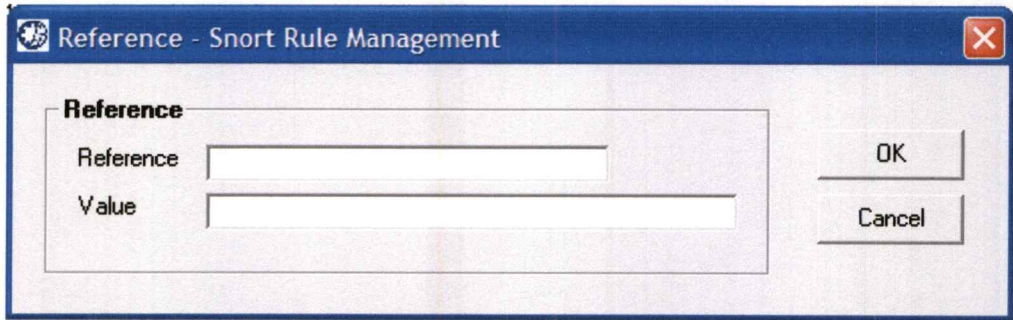 Reference - Snort Rule Management
Reference
Reference
Value
OK
Cancel